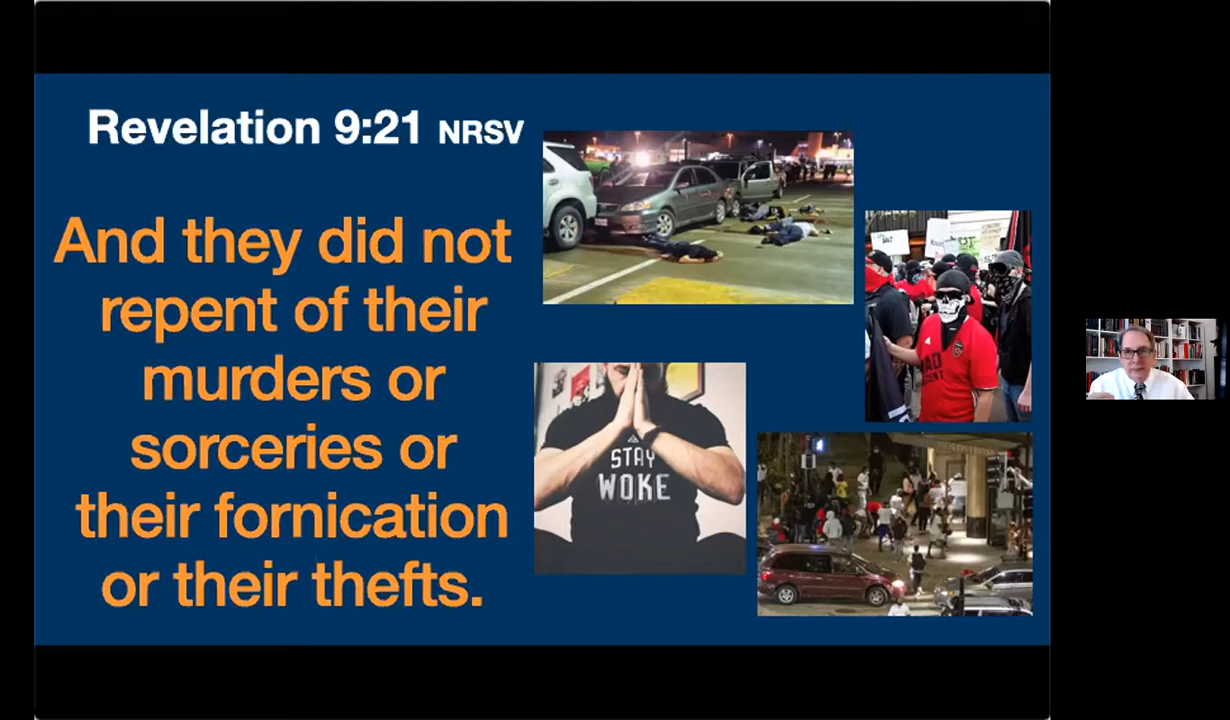 Revelation 9:21 NRSV
And they did not
repent of their
murders or
sorceries or
their fornication
or their thefts.
STAY
WOKE